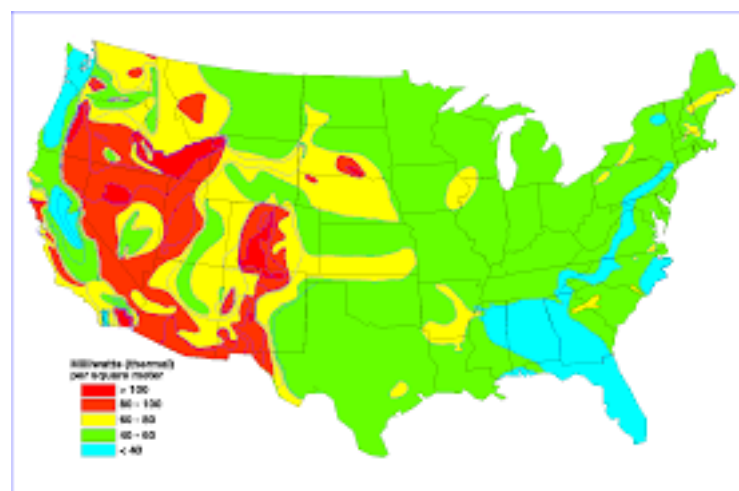 Milliwatts (thermal)
per square meter
> 100
80 - 100
60 - 80
40 - 60
< 40